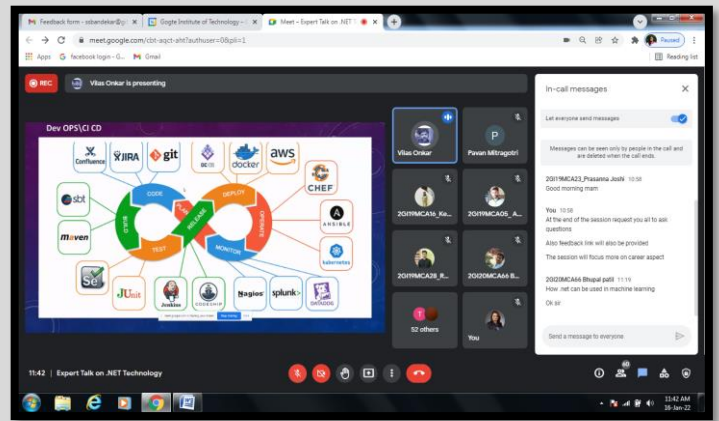 Feedback form - ssbandekar@gi
Gogte Institute of Technology -
Meet - Expert Talk on .NET T
meet.google.com/cbt-aqct-aht?authuser=0&pli=1
Paused
Apps
facebook login - G...
Gmail
Reading list
REC
Vilas Onkar is presenting
Dev OPS\CI CD
Confluence
JIRA
git
DC/OS
docker
aws
CHEF
sbt
CODE
DEPLOY
PLAN
BUILD
RELEASE
OPERATE
ANSIBLE
Maven
TEST
MONITOR
kubernetes
Se
JUnit
Jenkins
CODESHIP
Nagios
splunk>
DATADOG
Vilas Onkar
P
Pavan Mitragotri
2GI19MCA16_Ke...
2GI19MCA05_A...
2GI19MCA28_R...
2GI20MCA66 B...
52 others
You
In-call messages
Let everyone send messages
Messages can be seen only by people in the call and
are deleted when the call ends.
2GI19MCA23_Prasanna Joshi 10:58
Good morning mam
You 10:58
At the end of the session request you all to ask
questions
Also feedback link will also be provided
The session will focus more on career aspect
2GI20MCA66 Bhupal patil 11:19
How .net can be used in machine learning
Ok sir
Send a message to everyone
11:42 | Expert Talk on .NET Technology
60
11:42 AM
18-Jan-22